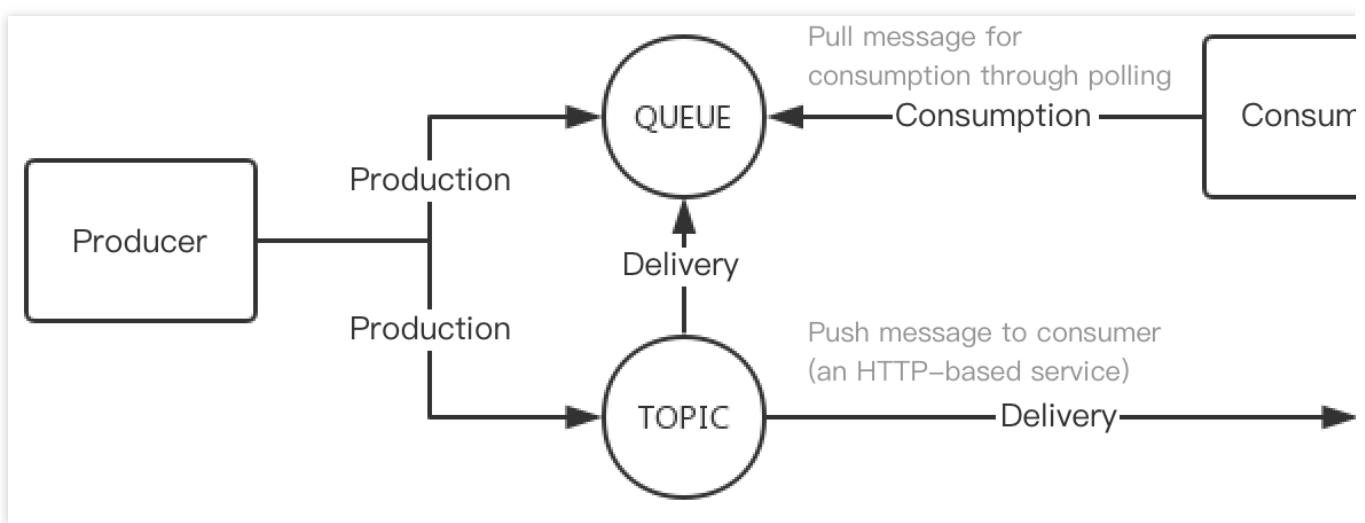 Pull message for
consumption through polling
QUEUE
Consumption
Consum
Production
Producer
Delivery
Production
Push message to consumer
(an HTTP-based service)
TOPIC
Delivery